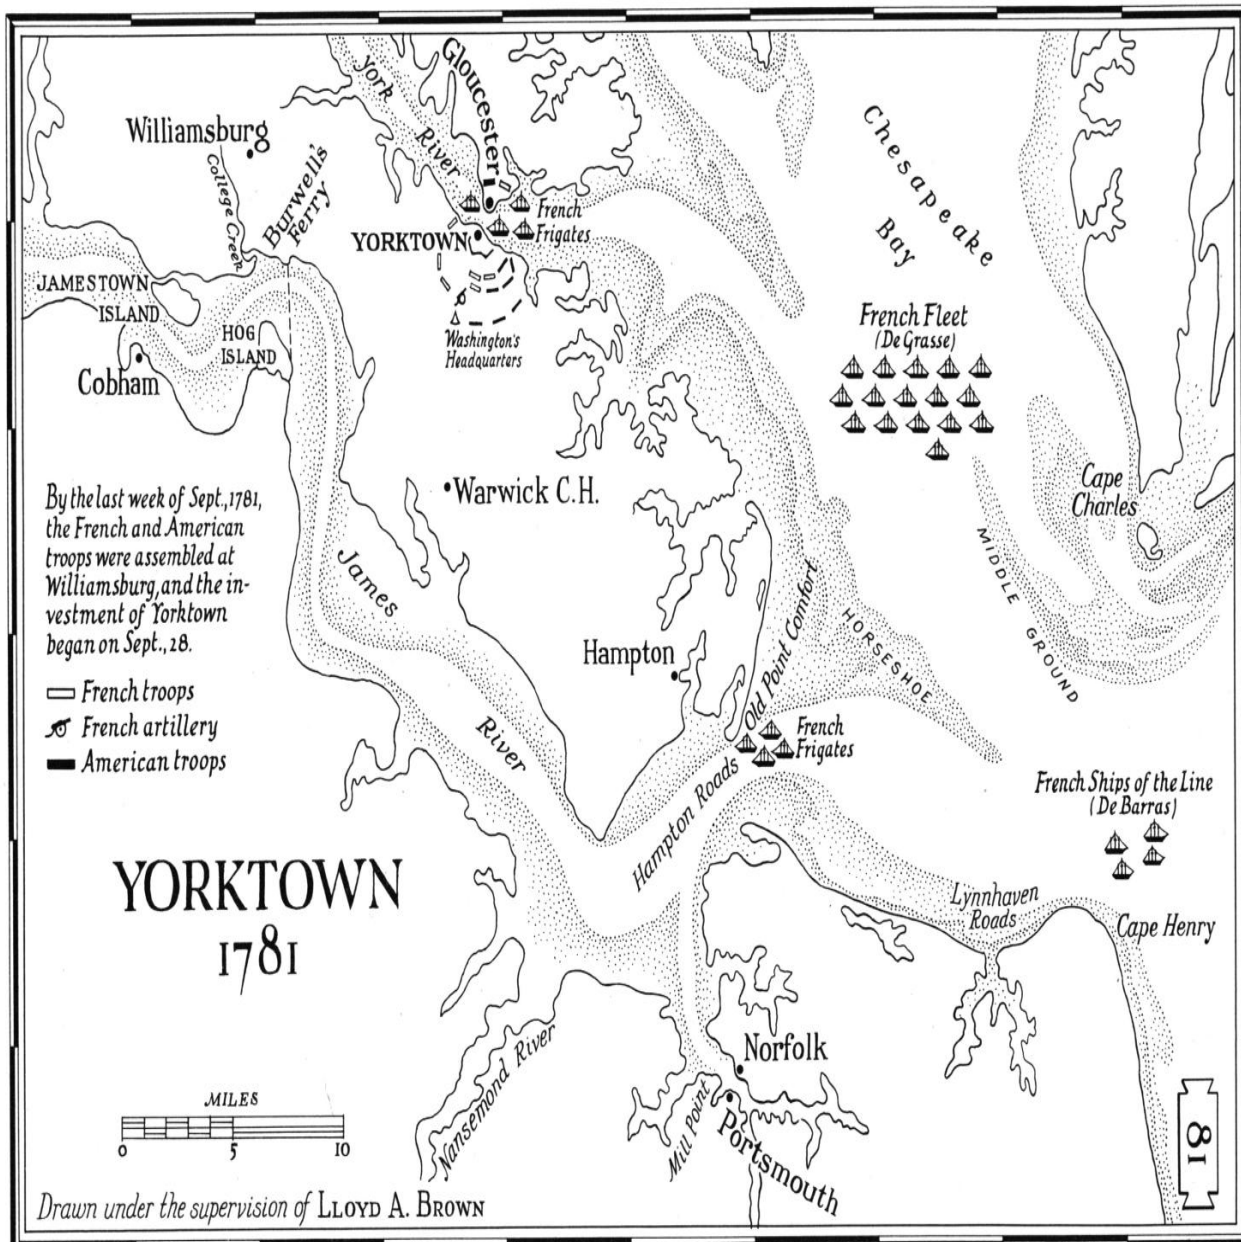 York
River
Gloucester
Williamsburg
College Creek
Burwell's
Ferry
YORKTOWN
French
Frigates
Washington's
Headquarters
JAMESTOWN
ISLAND
HOG
ISLAND
Cobham
Chesapeake
Bay
French Fleet
(De Grasse)
Cape
Charles
MIDDLE GROUND
Warwick C.H.
By the last week of Sept., 1781,
the French and American
troops were assembled at
Williamsburg, and the in-
vestment of Yorktown
began on Sept., 28.
French troops
French artillery
American troops
James
River
Hampton
Old Point Comfort
HORSESHOE
French
Frigates
Hampton Roads
French Ships of the Line
(De Barras)
Lynnhaven
Roads
Cape Henry
YORKTOWN
1781
Nansemond River
Norfolk
Mill Point
Portsmouth
MILES
0 5 10
Drawn under the supervision of LLOYD A. BROWN
81